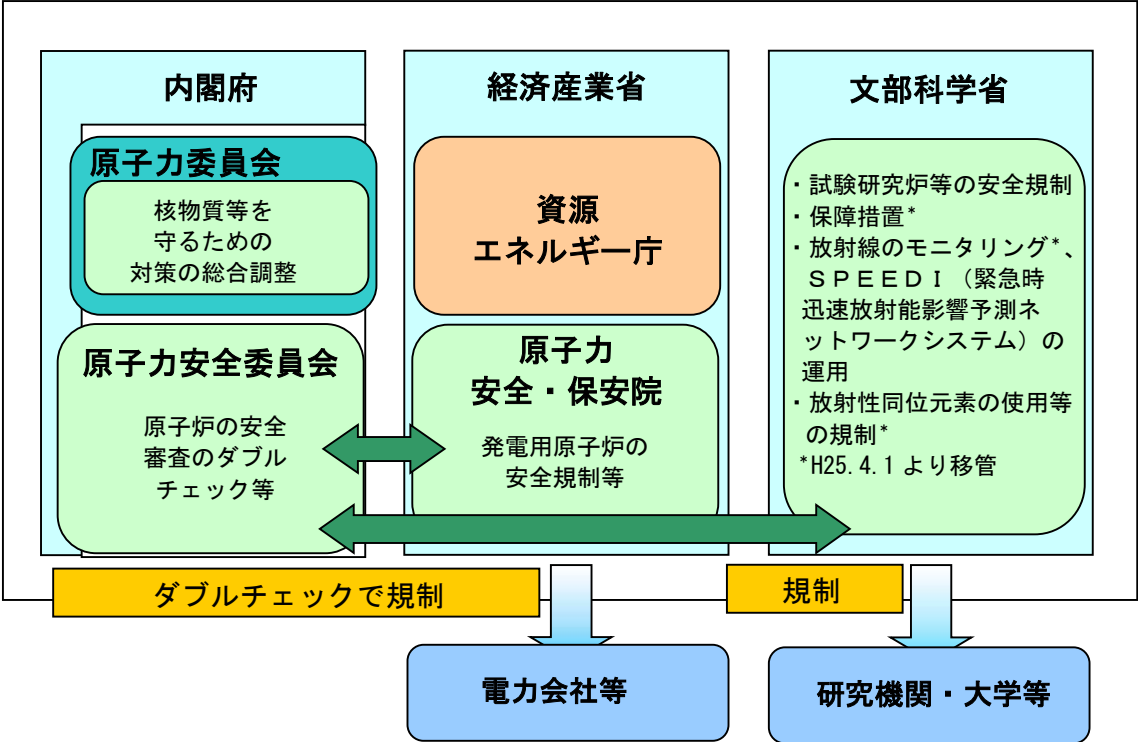 内閣府
原子力委員会
核物質等を
守るための
対策の総合調整
原子力安全委員会
原子炉の安全
審査のダブル
チェック等
経済産業省
資源
エネルギー庁
原子力
安全・保安院
発電用原子炉の
安全規制等
文部科学省
・試験研究炉等の安全規制
・保障措置*
・放射線のモニタリング*、
ＳＰＥＥＤＩ（緊急時
迅速放射能影響予測ネ
ットワークシステム）の
運用
・放射性同位元素の使用等
の規制*
*H25.4.1より移管
ダブルチェックで規制
規制
電力会社等
研究機関・大学等